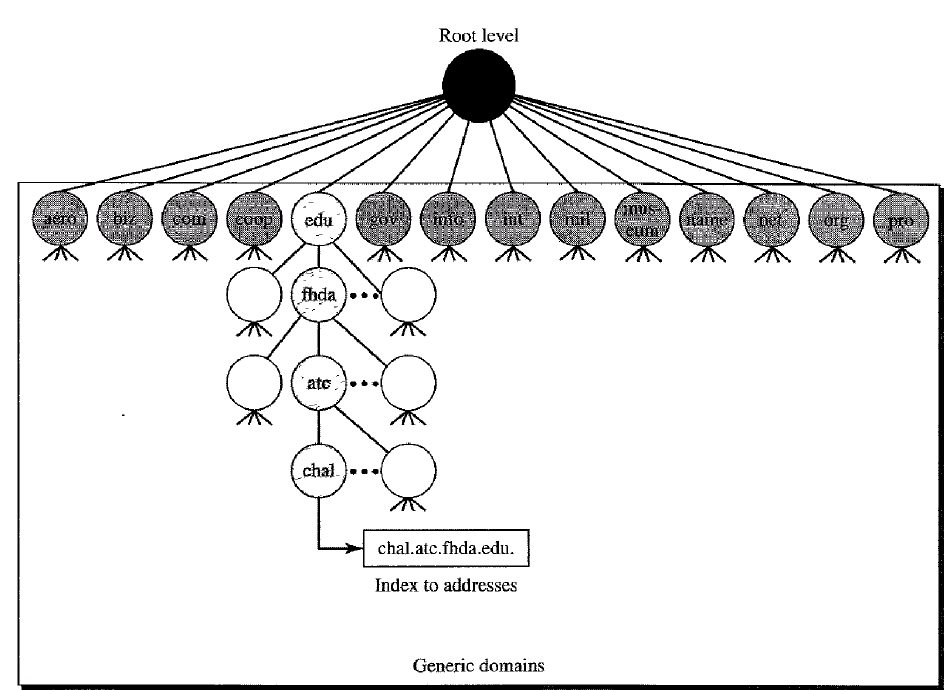 Root level
aero biz com coop edu gov info int mil mus- name net org pro
eum
fhda
atc
chal
chal.atc.fhda.edu.
Index to addresses
Generic domains